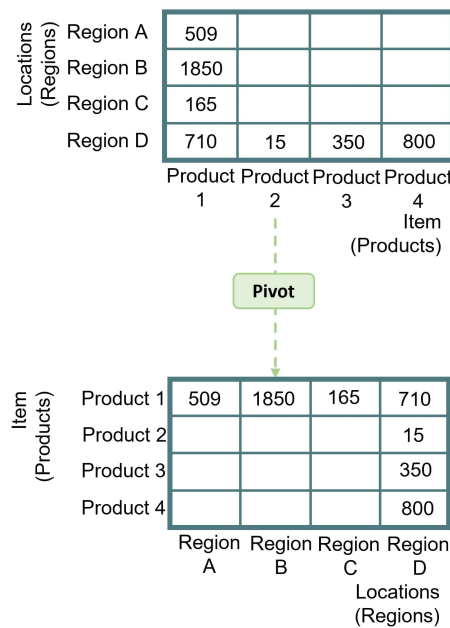 Locations
(Regions)
Region A 509
Region B 1850
Region C 165
Region D 710 15 350 800
Product Product Product Product
1 2 3 4
Item
(Products)
Pivot
Item
(Products)
Product 1 509 1850 165 710
Product 2 15
Product 3 350
Product 4 800
Region Region Region Region
A B C D
Locations
(Regions)